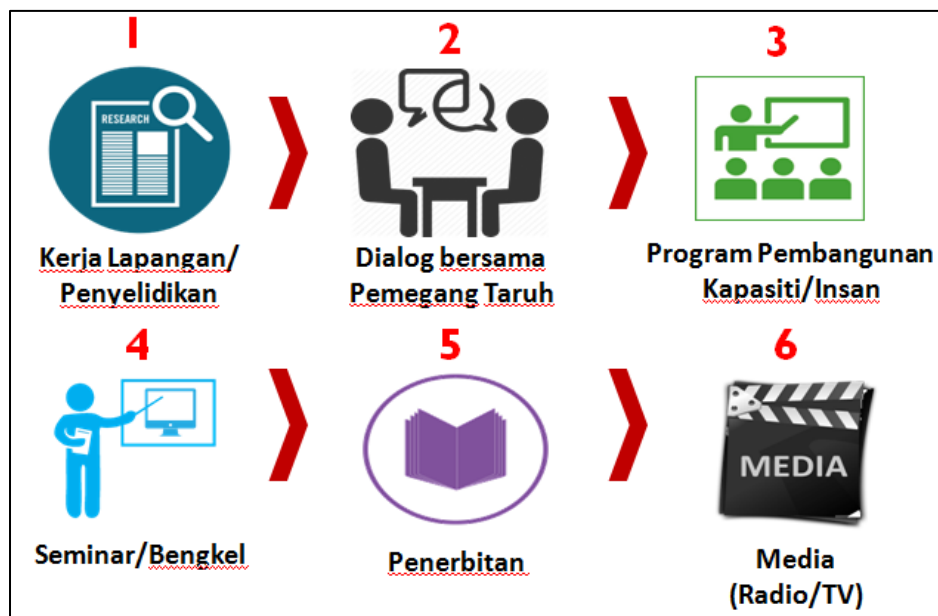 1
2
3
RESEARCH
Kerja Lapangan/
Penyelidikan
Dialog bersama
Pemegang Taruh
Program Pembangunan
Kapasiti/Insan
4
5
6
MEDIA
Seminar/Bengkel
Penerbitan
Media
(Radio/TV)